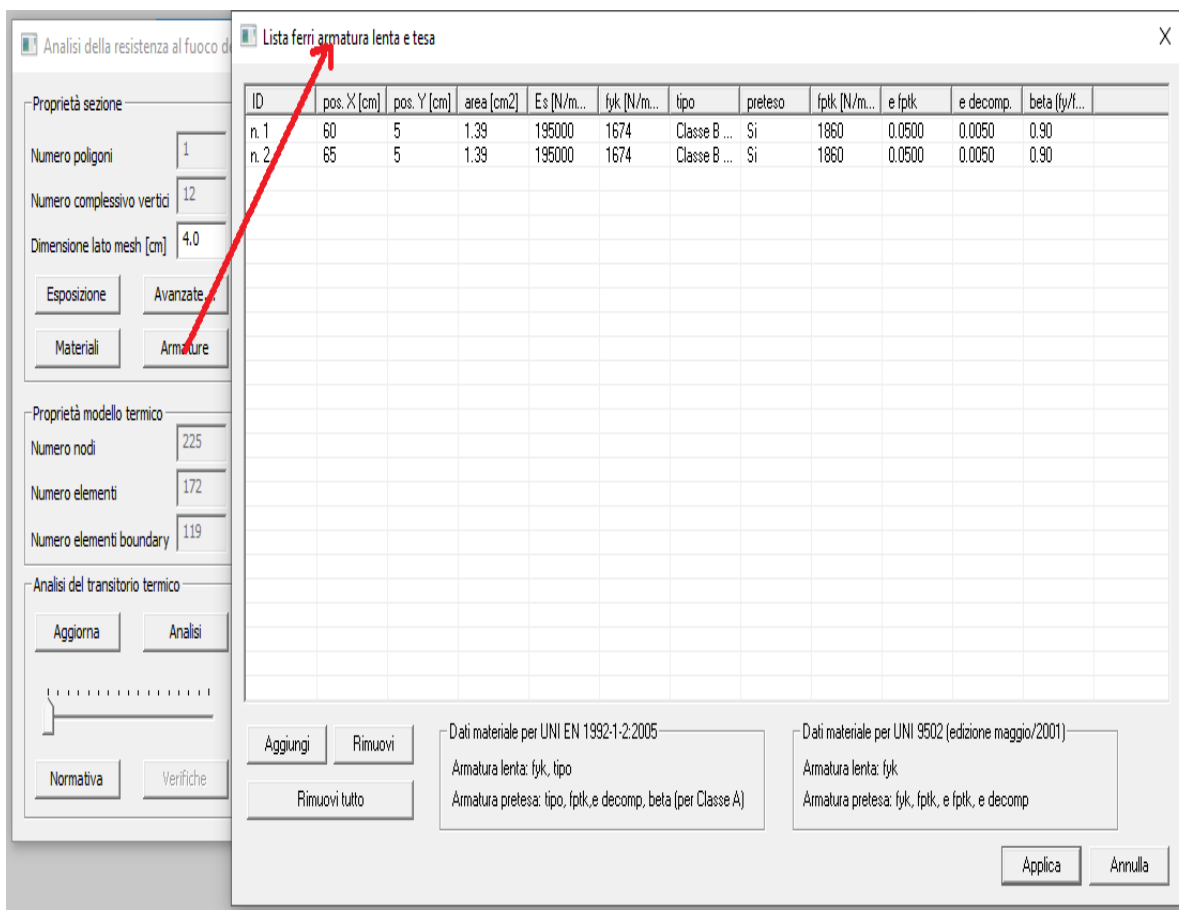 Analisi della resistenza al fuoco de
Proprietà sezione
Numero poligoni 1
Numero complessivo vertici 12
Dimensione lato mesh [cm] 4.0
Esposizione Avanzate...
Materiali Armature
Proprietà modello termico
Numero nodi 225
Numero elementi 172
Numero elementi boundary 119
Analisi del transitorio termico
Aggiorna Analisi
Normativa Verifiche
Lista ferri armatura lenta e tesa X
ID pos. X [cm] pos. Y [cm] area [cm2] Es [N/m... fyk [N/m... tipo preteso fptk [N/m... e fptk e decomp. beta (fy/f...
n. 1 60 5 1.39 195000 1674 Classe B ... Si 1860 0.0500 0.0050 0.90
n. 2 65 5 1.39 195000 1674 Classe B ... Si 1860 0.0500 0.0050 0.90
Aggiungi Rimuovi
Rimuovi tutto
Dati materiale per UNI EN 1992-1-2:2005
Armatura lenta: fyk, tipo
Armatura pretesa: tipo, fptk,e decomp, beta (per Classe A)
Dati materiale per UNI 9502 (edizione maggio/2001)
Armatura lenta: fyk
Armatura pretesa: fyk, fptk, e fptk, e decomp
Applica Annulla